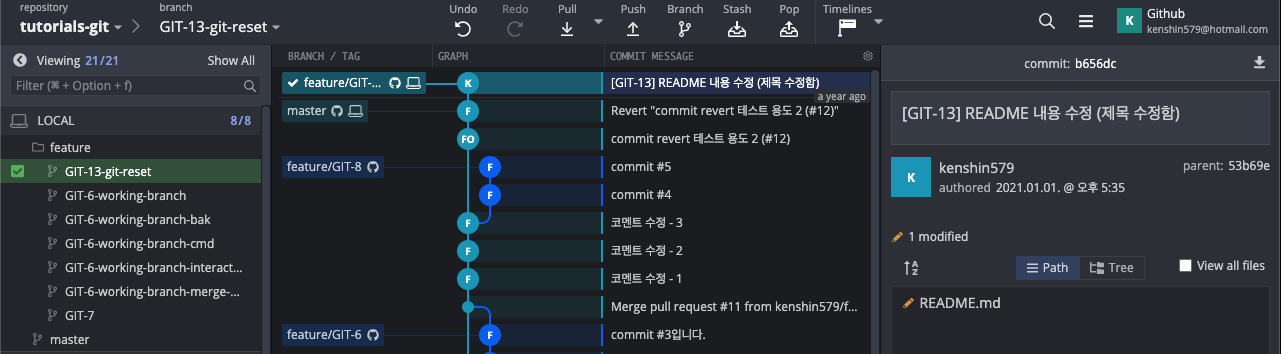 repository
tutorials-git
branch
GIT-13-git-reset
Undo
Redo
Pull
Push
Branch
Stash
Pop
Timelines
K
Github
kenshin579@hotmail.com
Viewing 21/21
Show All
Filter (⌘ + Option + f)
LOCAL
8/8
feature
GIT-13-git-reset
GIT-6-working-branch
GIT-6-working-branch-bak
GIT-6-working-branch-cmd
GIT-6-working-branch-interact...
GIT-6-working-branch-merge-...
GIT-7
master
BRANCH / TAG
GRAPH
COMMIT MESSAGE
feature/GIT-...
K
[GIT-13] README 내용 수정 (제목 수정함)
a year ago
master
F
Revert "commit revert 테스트 용도 2 (#12)"
FO
commit revert 테스트 용도 2 (#12)
feature/GIT-8
F
commit #5
F
commit #4
F
코멘트 수정 - 3
F
코멘트 수정 - 2
F
코멘트 수정 - 1
Merge pull request #11 from kenshin579/f...
feature/GIT-6
F
commit #3입니다.
commit: b656dc
[GIT-13] README 내용 수정 (제목 수정함)
K
kenshin579
authored 2021.01.01. @ 오후 5:35
parent: 53b69e
1 modified
A
Z
Path
Tree
View all files
README.md